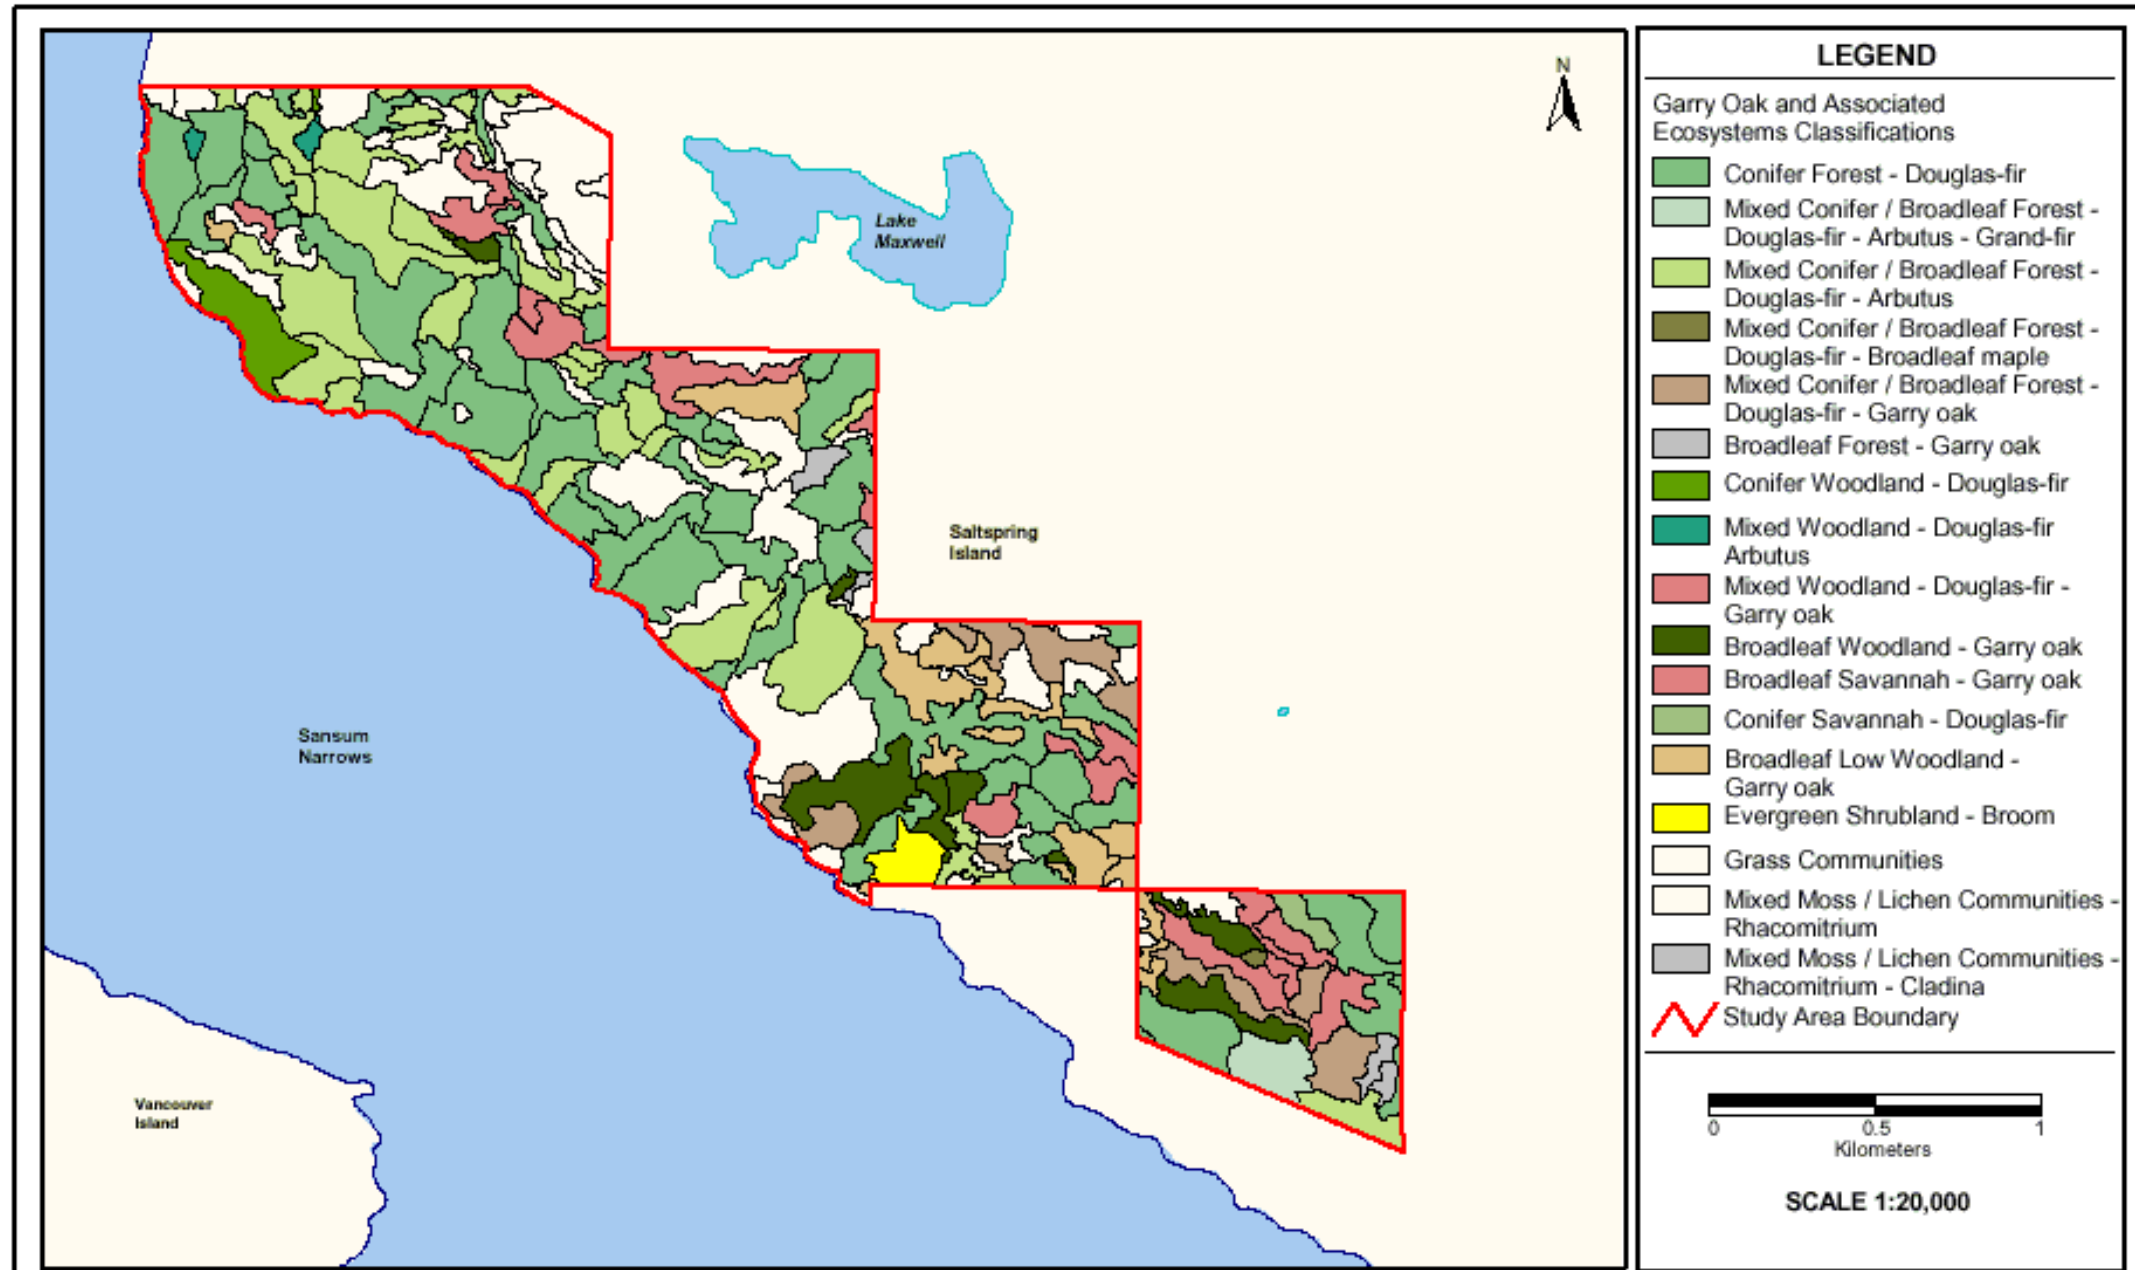 N
Lake
Maxwell
Saltspring
Island
Sansum
Narrows
Vancouver
Island
LEGEND
Garry Oak and Associated
Ecosystems Classifications
Conifer Forest - Douglas-fir
Mixed Conifer / Broadleaf Forest -
Douglas-fir - Arbutus - Grand-fir
Mixed Conifer / Broadleaf Forest -
Douglas-fir - Arbutus
Mixed Conifer / Broadleaf Forest -
Douglas-fir - Broadleaf maple
Mixed Conifer / Broadleaf Forest -
Douglas-fir - Garry oak
Broadleaf Forest - Garry oak
Conifer Woodland - Douglas-fir
Mixed Woodland - Douglas-fir
Arbutus
Mixed Woodland - Douglas-fir -
Garry oak
Broadleaf Woodland - Garry oak
Broadleaf Savannah - Garry oak
Conifer Savannah - Douglas-fir
Broadleaf Low Woodland -
Garry oak
Evergreen Shrubland - Broom
Grass Communities
Mixed Moss / Lichen Communities -
Rhacomitrium
Mixed Moss / Lichen Communities -
Rhacomitrium - Cladina
Study Area Boundary
0 0.5 1
Kilometers
SCALE 1:20,000